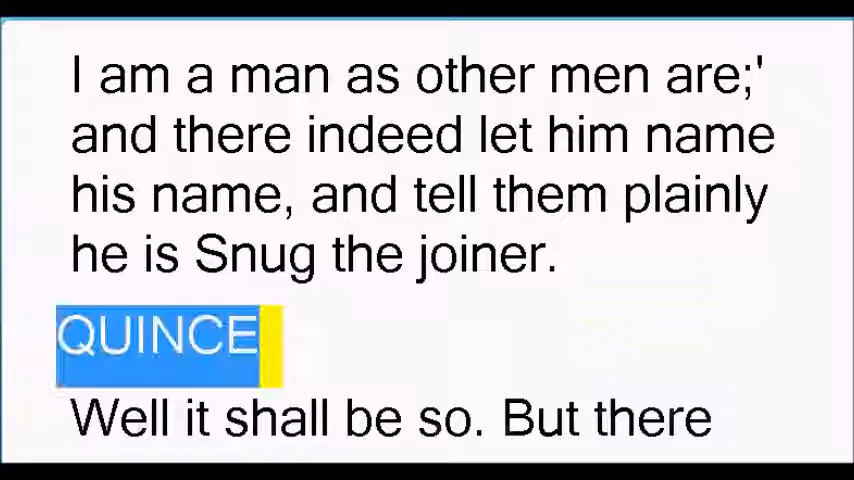 I am a man as other men are;'
and there indeed let him name
his name, and tell them plainly
he is Snug the joiner.
QUINCE
Well it shall be so. But there